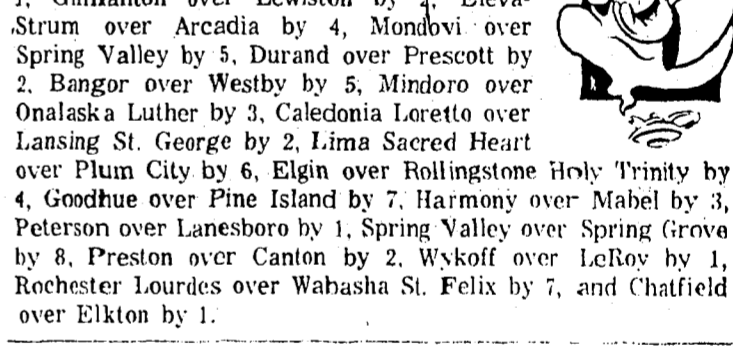 1, Gilmanton over Lewiston by 4, Eleva-
Strum over Arcadia by 4, Mondovi over
Spring Valley by 5, Durand over Prescott by
2, Bangor over Westby by 5, Mindoro over
Onalaska Luther by 3, Caledonia Loretto over
Lansing St. George by 2, Lima Sacred Heart
over Plum City by 6, Elgin over Rollingstone Holy Trinity by
4, Goodhue over Pine Island by 7, Harmony over Mabel by 3,
Peterson over Lanesboro by 1, Spring Valley over Spring Grove
by 8, Preston over Canton by 2, Wykoff over LeRoy by 1,
Rochester Lourdes over Wabasha St. Felix by 7, and Chatfield
over Elkton by 1.